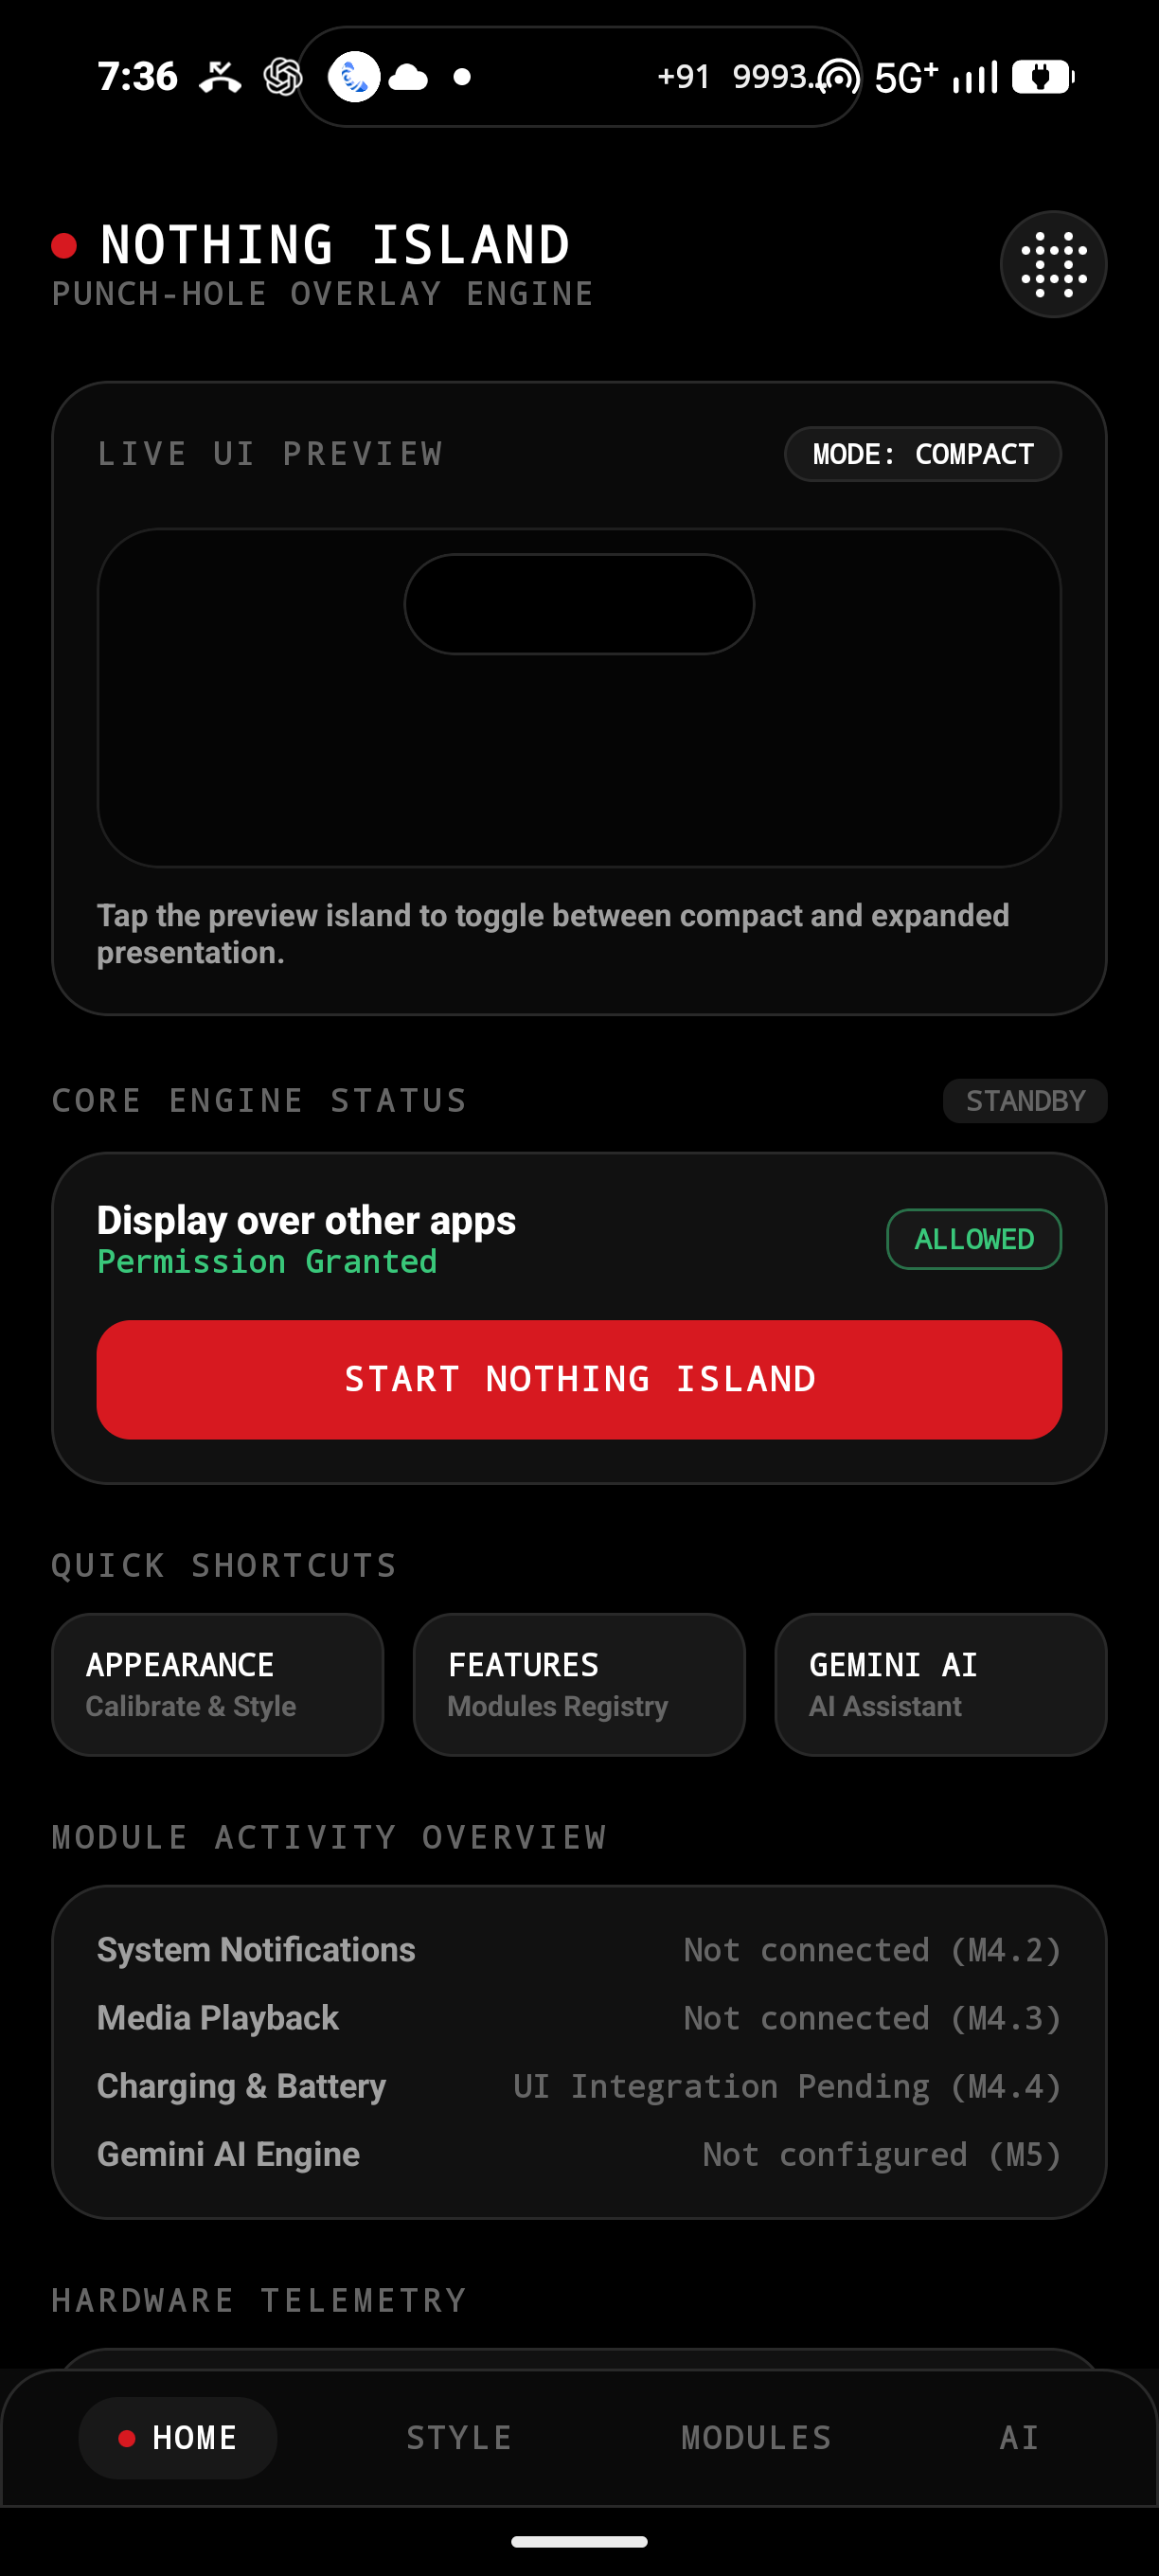 7:36
+91 9993...
5G+
NOTHING ISLAND
PUNCH-HOLE OVERLAY ENGINE
LIVE UI PREVIEW
MODE: COMPACT
Tap the preview island to toggle between compact and expanded
presentation.
CORE ENGINE STATUS
STANDBY
Display over other apps
Permission Granted
ALLOWED
START NOTHING ISLAND
QUICK SHORTCUTS
APPEARANCE
Calibrate & Style
FEATURES
Modules Registry
GEMINI AI
AI Assistant
MODULE ACTIVITY OVERVIEW
System Notifications Not connected (M4.2)
Media Playback Not connected (M4.3)
Charging & Battery UI Integration Pending (M4.4)
Gemini AI Engine Not configured (M5)
HARDWARE TELEMETRY
HOME STYLE MODULES AI